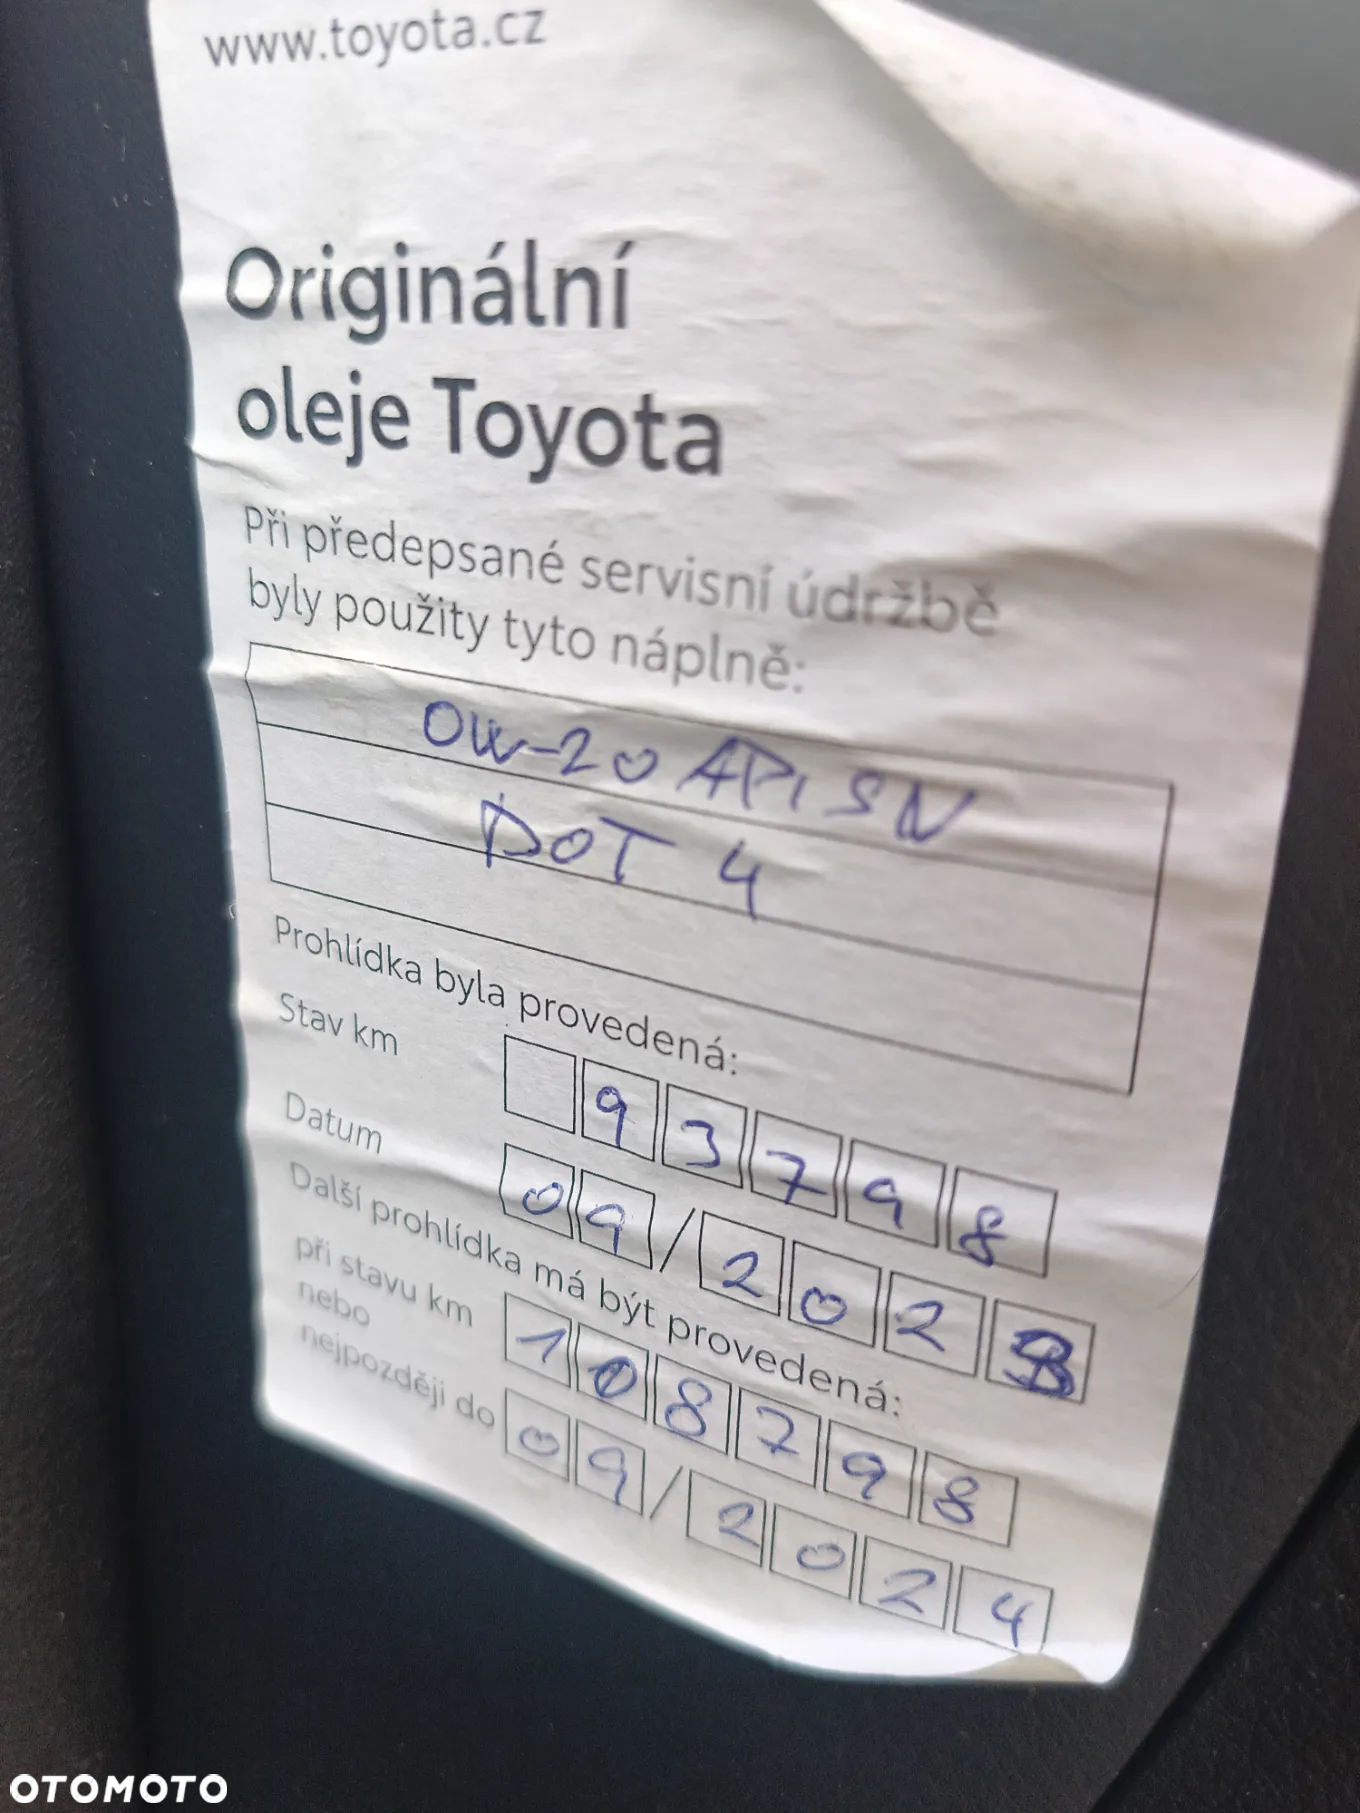 www.toyota.cz
Originální
oleje Toyota
Při předepsané servisní údržbě
byly použity tyto náplně:
0W-20 API SN
DOT 4
Prohlídka byla provedená:
Stav km 93798
Datum 09/2023
Další prohlídka má být provedená:
při stavu km 108798
nebo
nejpozději do 09/2024
OTOMOTO